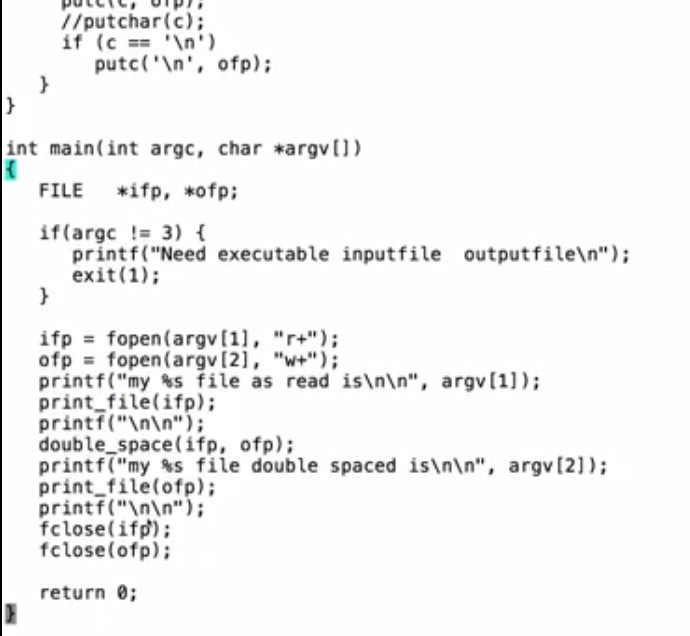 putc(c, ofp);
//putchar(c);
if (c == '\n')
putc('\n', ofp);
}
}
int main(int argc, char *argv[])
{
FILE   *ifp, *ofp;
if(argc != 3) {
printf("Need executable inputfile  outputfile\n");
exit(1);
}
ifp = fopen(argv[1], "r+");
ofp = fopen(argv[2], "w+");
printf("my %s file as read is\n\n", argv[1]);
print_file(ifp);
printf("\n\n");
double_space(ifp, ofp);
printf("my %s file double spaced is\n\n", argv[2]);
print_file(ofp);
printf("\n\n");
fclose(ifp);
fclose(ofp);
return 0;
}